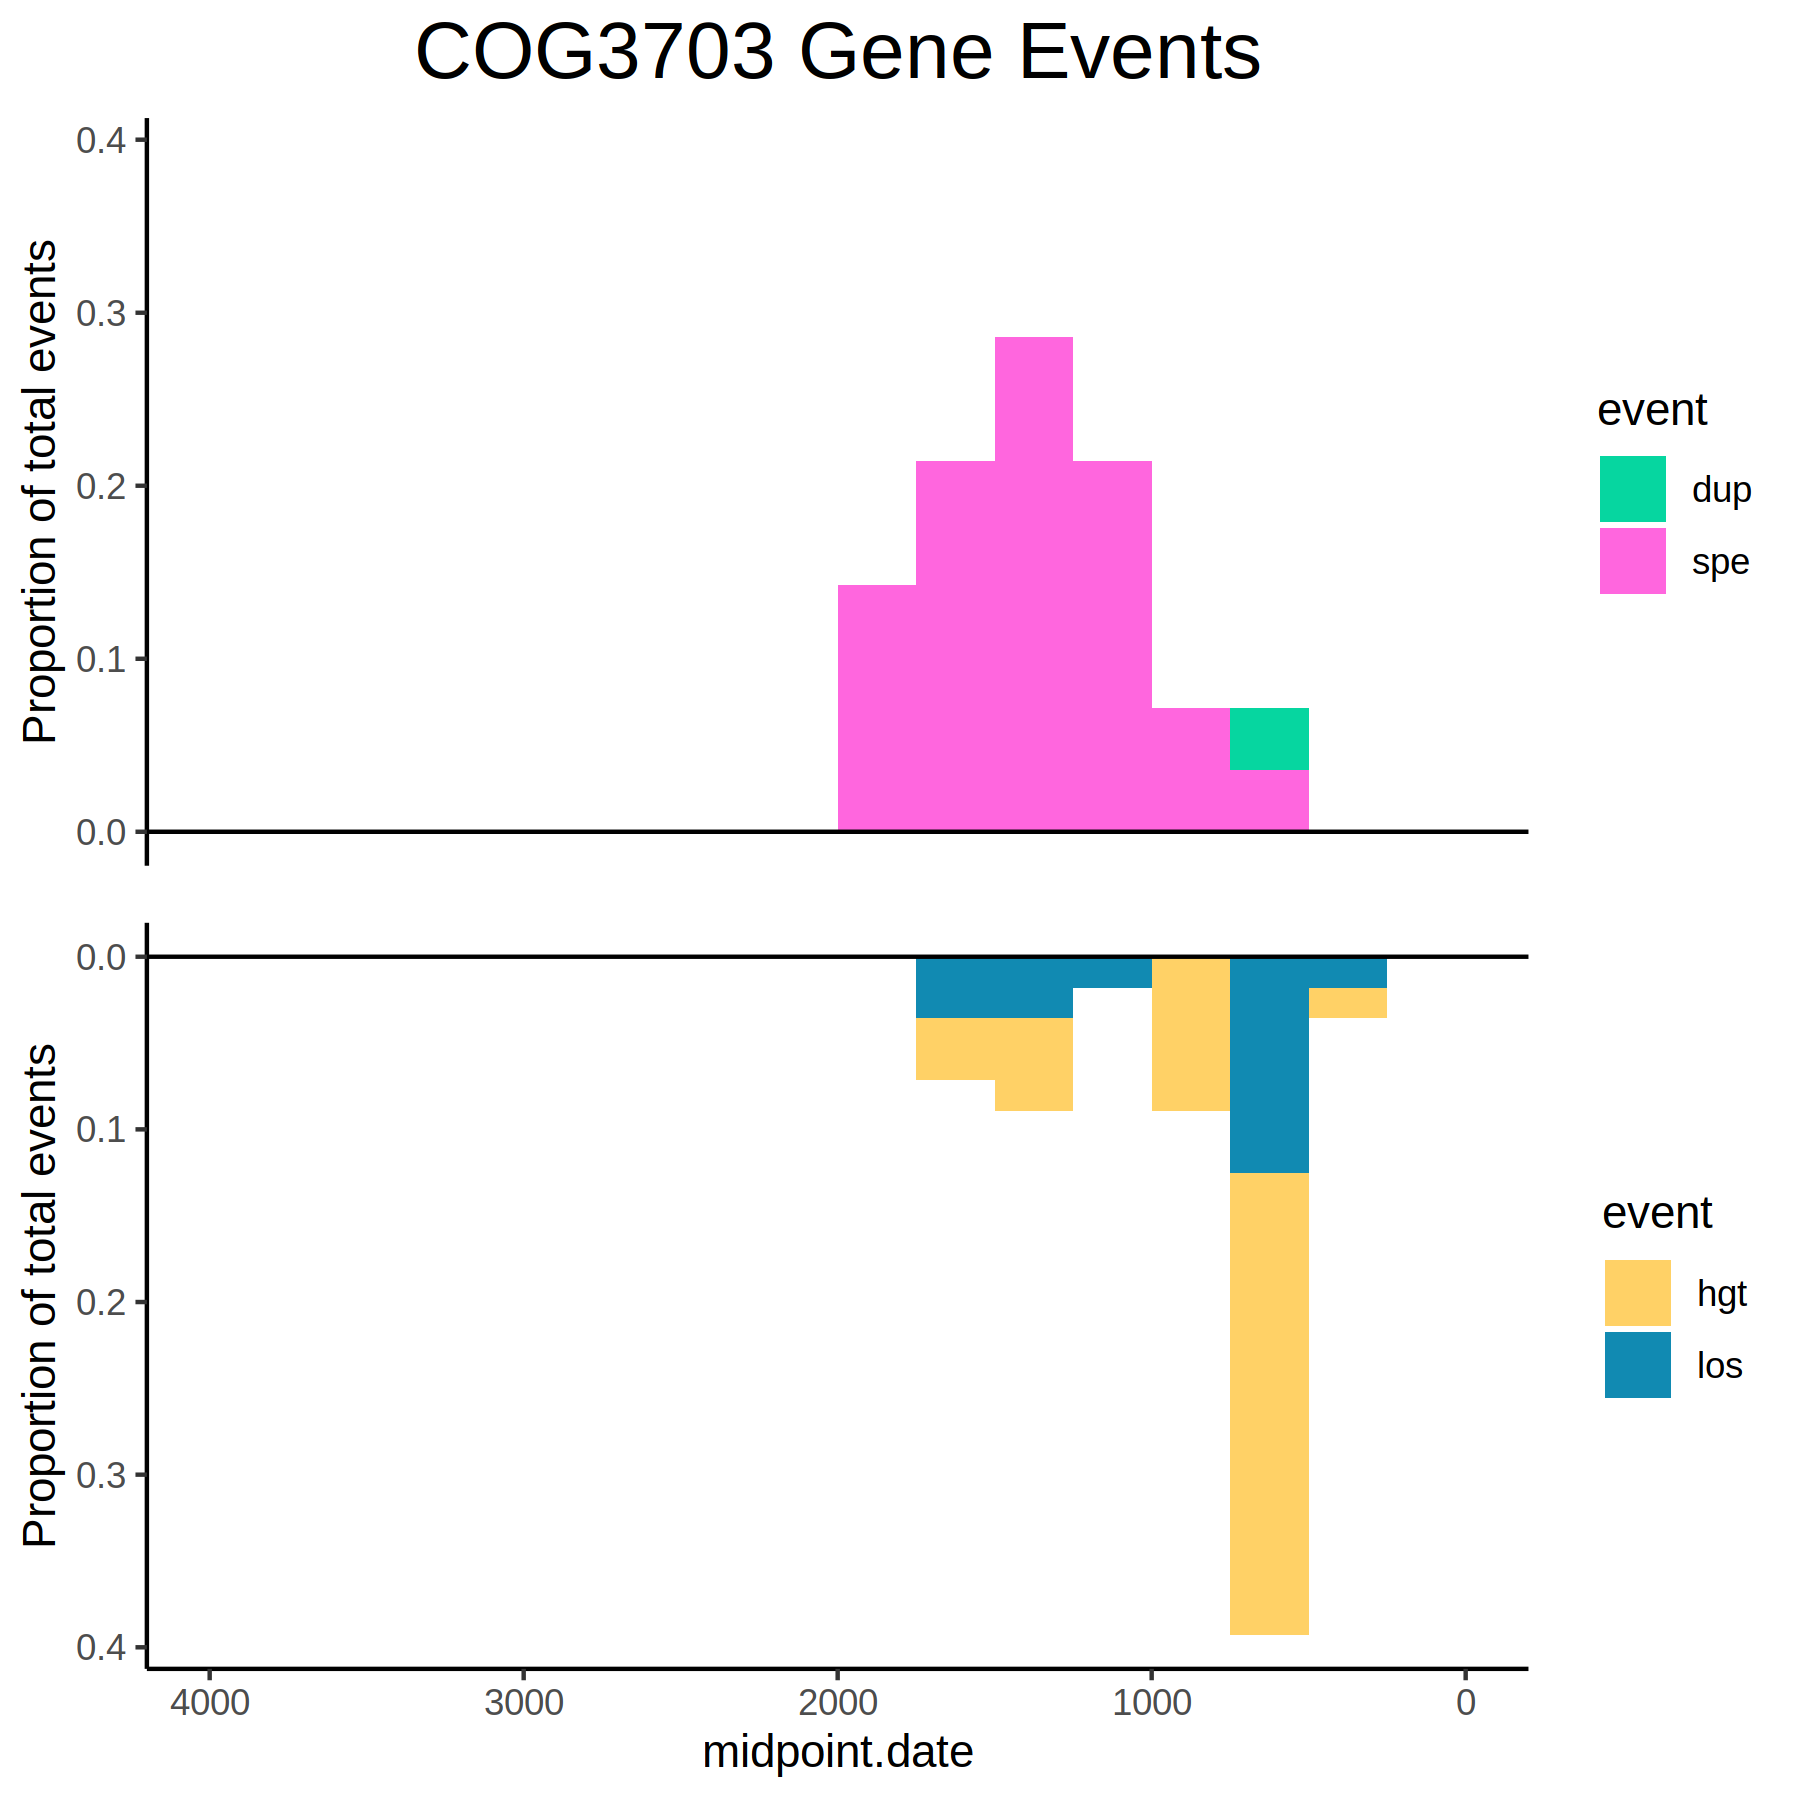 COG3703 Gene Events
Proportion of total events
0.4
0.3
0.2
0.1
0.0
event
dup
spe
Proportion of total events
0.0
0.1
0.2
0.3
0.4
event
hgt
los
4000 3000 2000 1000 0
midpoint.date